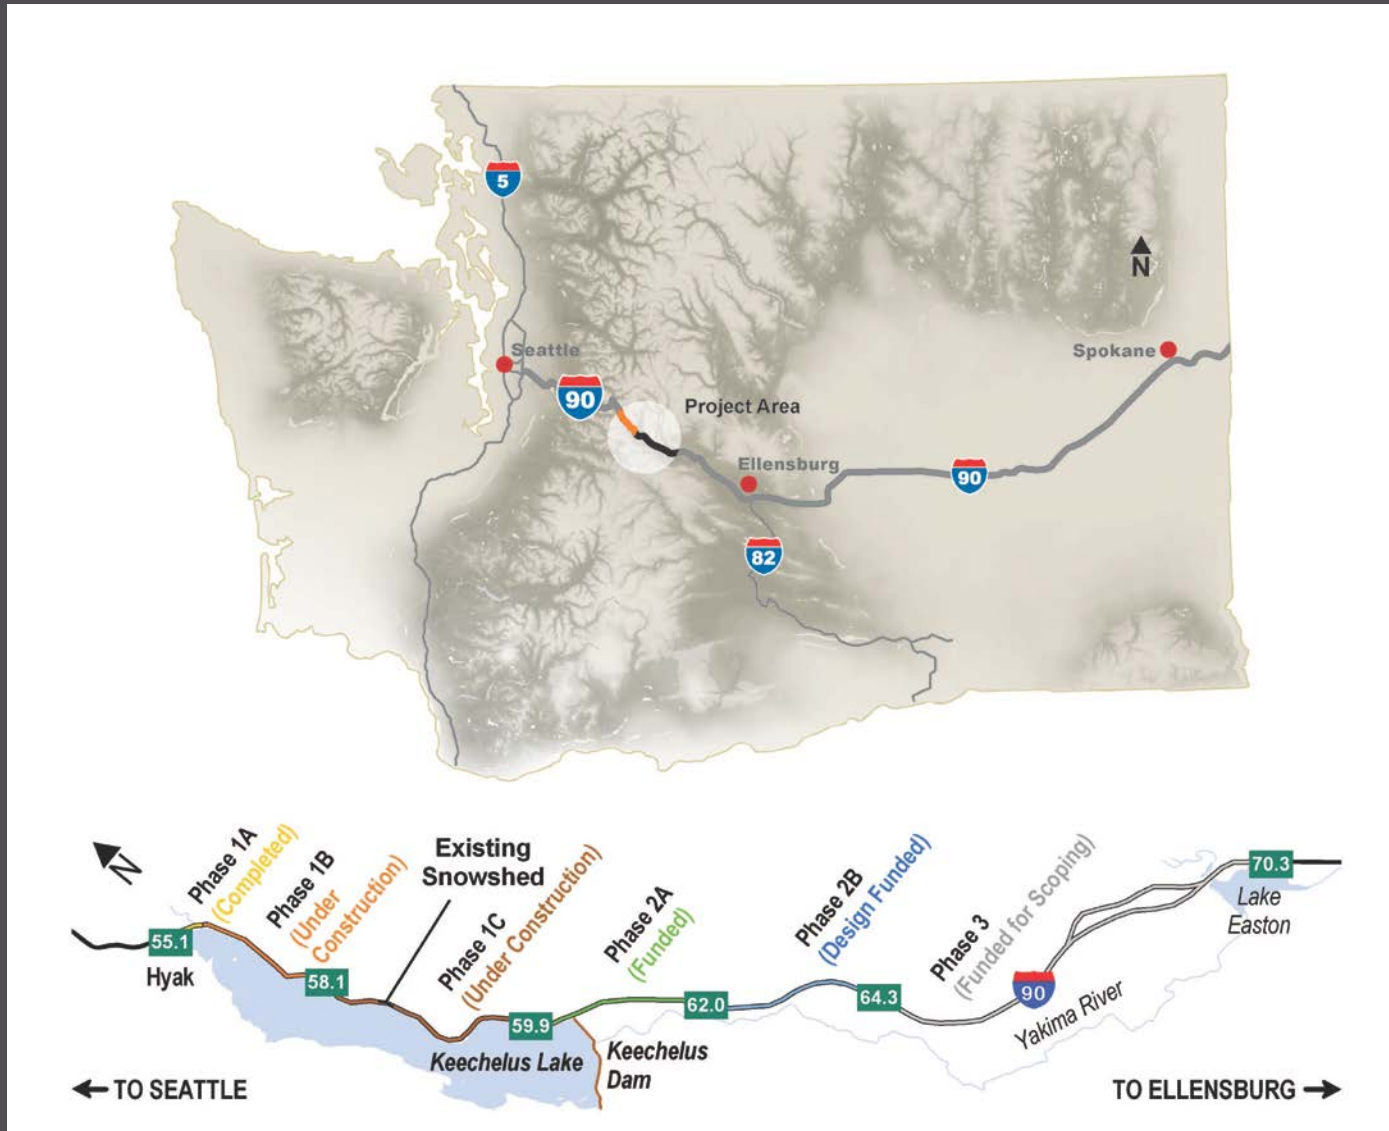 5
N
Seattle
Spokane
90
Project Area
Ellensburg
90
82
N
Phase 1A
(Completed)
Phase 1B
(Under
Construction)
Existing
Snowshed
Phase 1C
(Under Construction)
Phase 2A
(Funded)
Phase 2B
(Design Funded)
Phase 3
(Funded for Scoping)
70.3
Lake
Easton
55.1
Hyak
58.1
59.9
62.0
64.3
90
Yakima River
Keechelus Lake
Keechelus
Dam
TO SEATTLE
TO ELLENSBURG